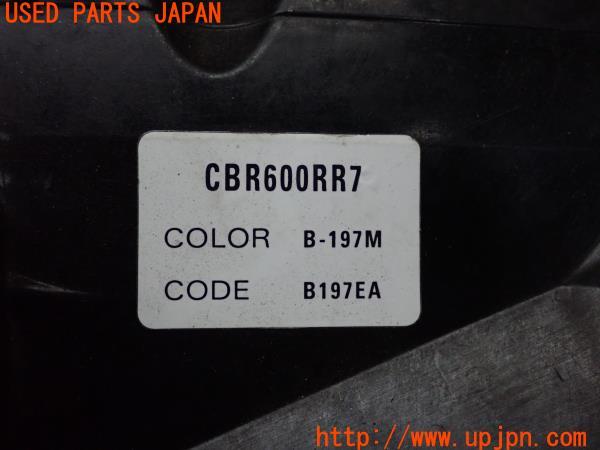 USED PARTS JAPAN
CBR600RR7
COLOR B-197M
CODE B197EA
http://www.upjpn.com